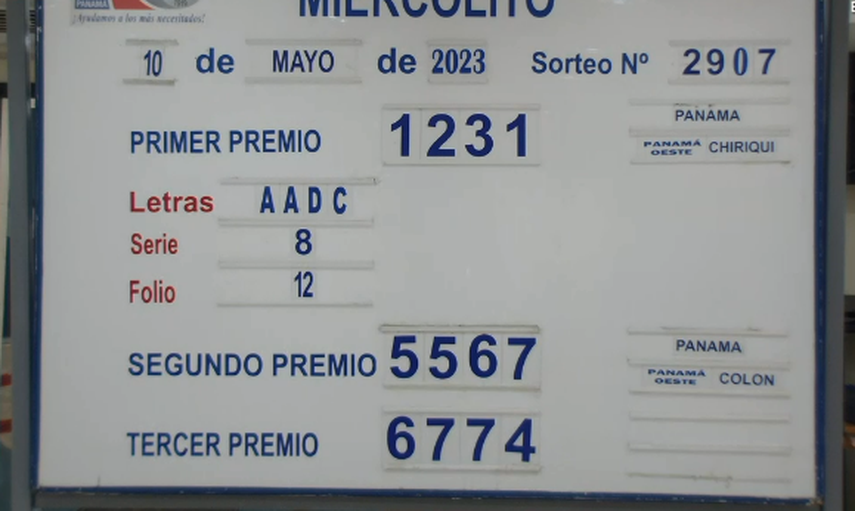 PANAMÁ
¡Ayudamos a los más necesitados!
MIERCOLITO
10 de MAYO de 2023 Sorteo Nº 2907
PRIMER PREMIO 1231 PANAMA
PANAMÁ OESTE CHIRIQUI
Letras AADC
Serie 8
Folio 12
SEGUNDO PREMIO 5567 PANAMA
PANAMÁ OESTE COLON
TERCER PREMIO 6774